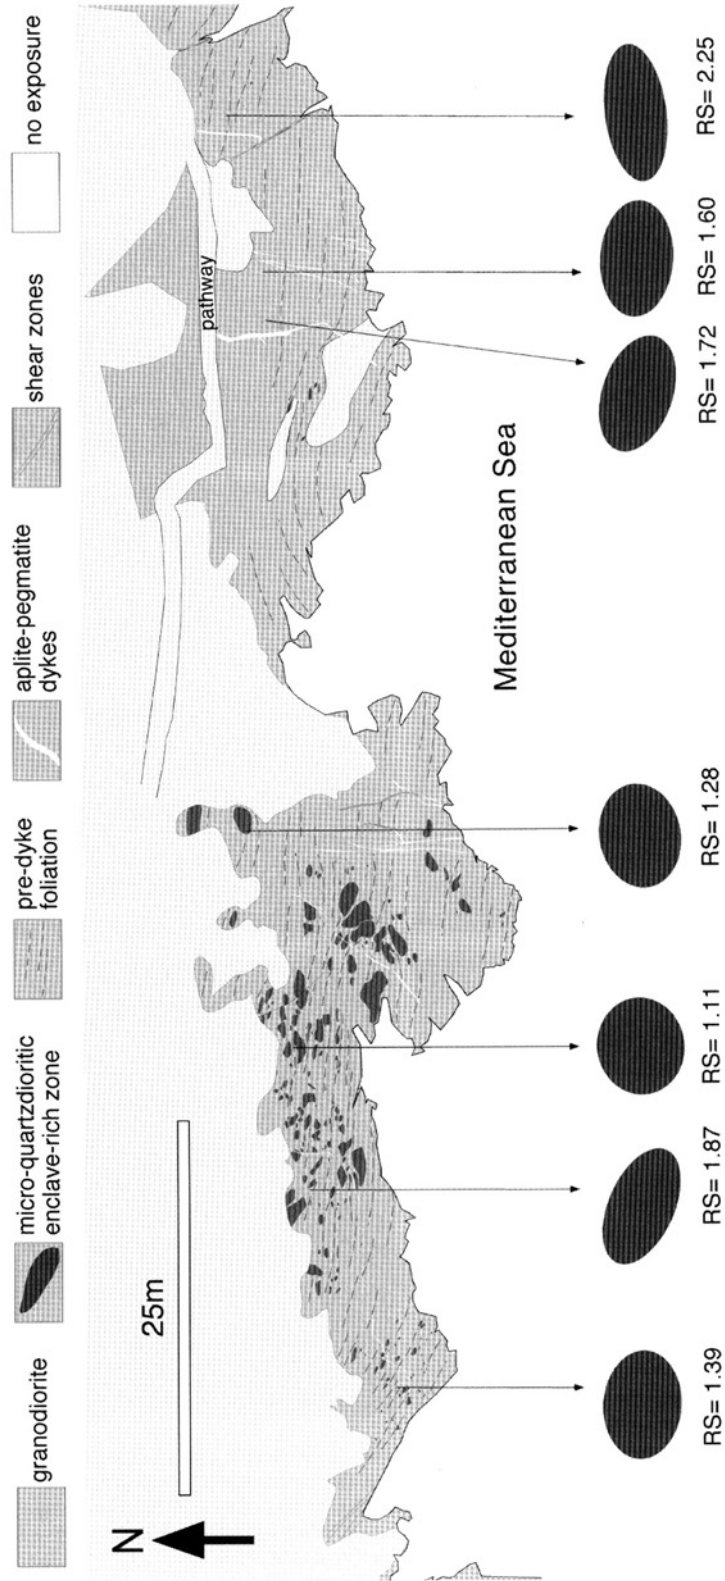 granodiorite
micro-quartzdioritic
enclave-rich zone
pre-dyke
foliation
aplite-pegmatite
dykes
shear zones
no exposure
N
25m
pathway
Mediterranean Sea
RS= 1.39
RS= 1.87
RS= 1.11
RS= 1.28
RS= 1.72
RS= 1.60
RS= 2.25